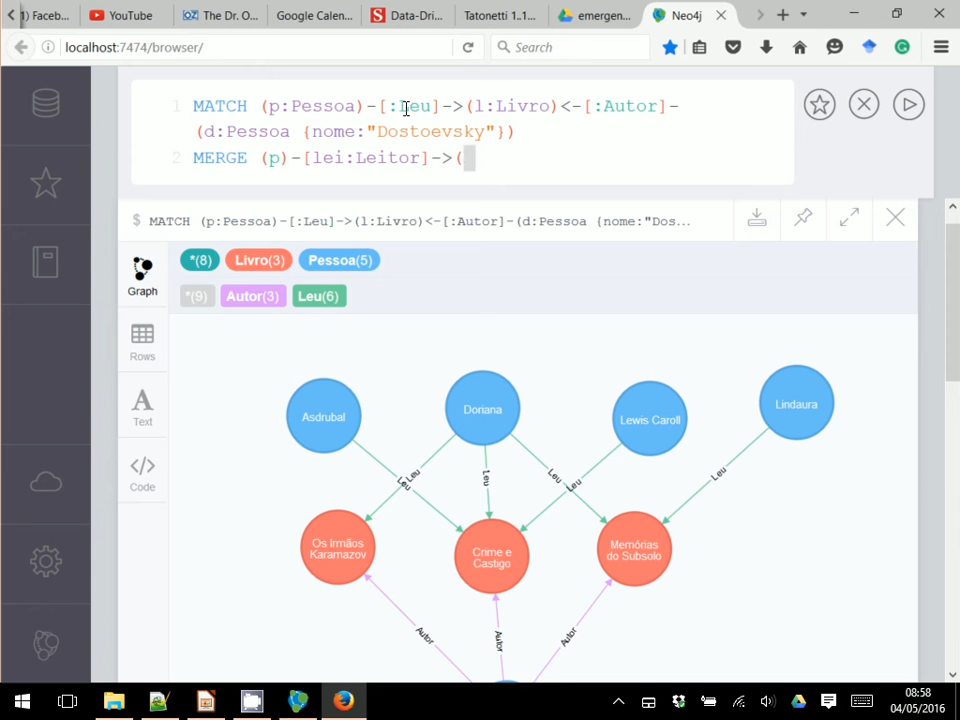 1) Faceb...
YouTube
The Dr. O...
Google Calen...
Data-Dri...
Tatonetti 1.1...
emergen...
Neo4j
localhost:7474/browser/
Search
1 MATCH (p:Pessoa)-[:Leu]->(l:Livro)<-[:Autor]-
(d:Pessoa {nome:"Dostoevsky"})
2 MERGE (p)-[lei:Leitor]->(
$ MATCH (p:Pessoa)-[:Leu]->(l:Livro)<-[:Autor]-(d:Pessoa {nome:"Dos...
*(8) Livro(3) Pessoa(5)
*(9) Autor(3) Leu(6)
Graph
Rows
A
Text
</>
Code
Asdrubal
Doriana
Lewis Caroll
Lindaura
Leu
Leu
Leu
Leu
Leu
Leu
Os Irmãos
Karamazov
Crime e
Castigo
Memórias
do Subsolo
Autor
Autor
Autor
08:58
04/05/2016